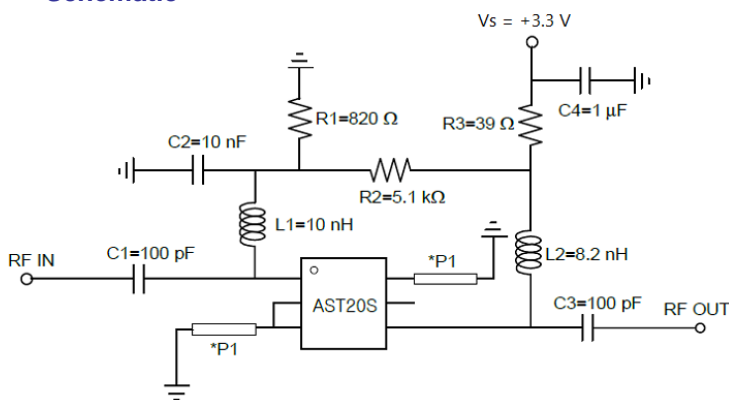 Vs = +3.3 V
R1=820 Ω
R3=39 Ω
C4=1 µF
C2=10 nF
R2=5.1 kΩ
L1=10 nH
*P1
L2=8.2 nH
RF IN
C1=100 pF
AST20S
C3=100 pF
RF OUT
*P1